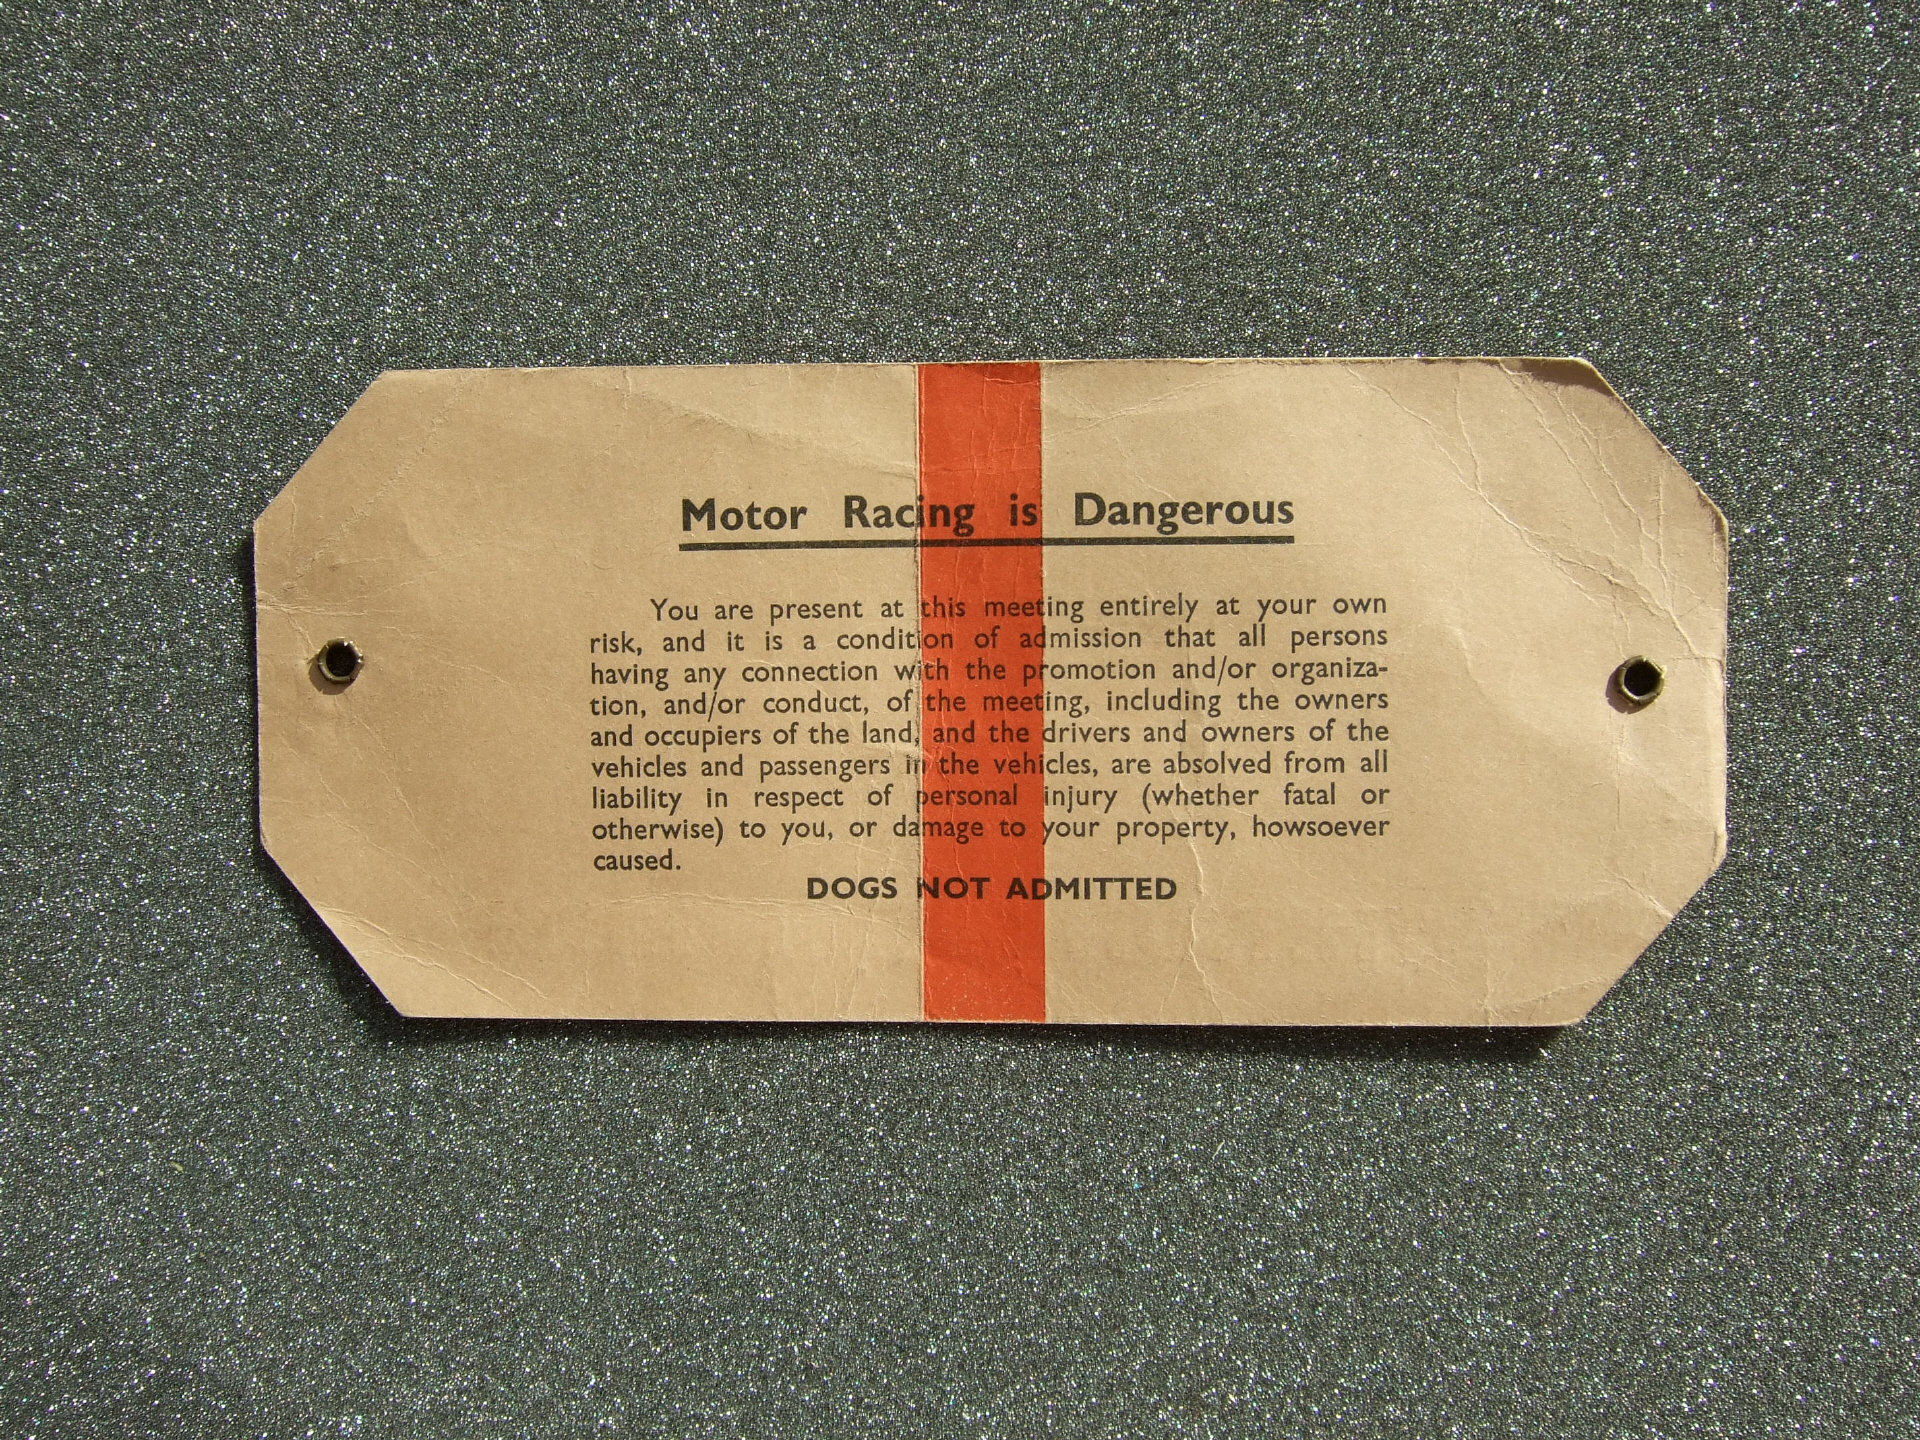 Motor Racing is Dangerous
You are present at this meeting entirely at your own
risk, and it is a condition of admission that all persons
having any connection with the promotion and/or organiza-
tion, and/or conduct, of the meeting, including the owners
and occupiers of the land, and the drivers and owners of the
vehicles and passengers in the vehicles, are absolved from all
liability in respect of personal injury (whether fatal or
otherwise) to you, or damage to your property, howsoever
caused.
DOGS NOT ADMITTED